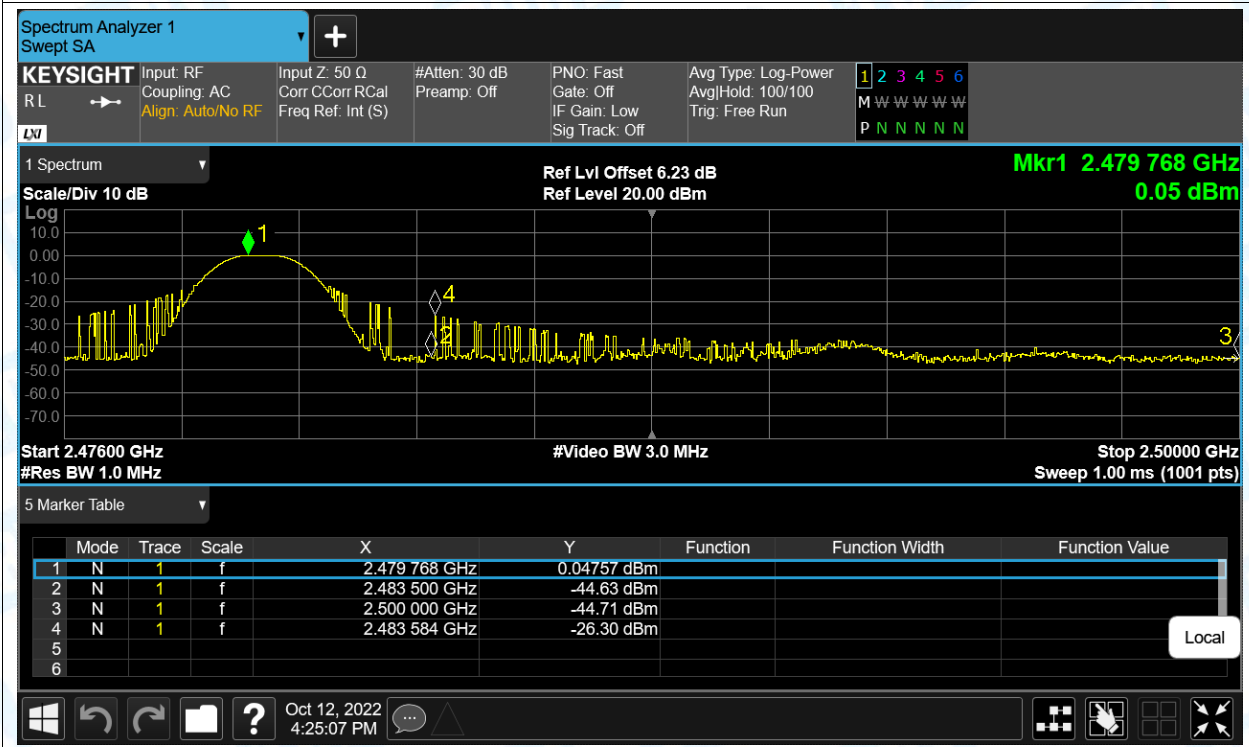 Spectrum Analyzer 1
Swept SA
+
KEYSIGHT
R L
LXI
Input: RF
Coupling: AC
Align: Auto/No RF
Input Z: 50 Ω
Corr CCorr RCal
Freq Ref: Int (S)
#Atten: 30 dB
Preamp: Off
PNO: Fast
Gate: Off
IF Gain: Low
Sig Track: Off
Avg Type: Log-Power
Avg|Hold: 100/100
Trig: Free Run
1 2 3 4 5 6
M W W W W W
P N N N N N
1 Spectrum
Scale/Div 10 dB
Ref Lvl Offset 6.23 dB
Ref Level 20.00 dBm
Mkr1 2.479 768 GHz
0.05 dBm
Log
10.0
0.00
-10.0
-20.0
-30.0
-40.0
-50.0
-60.0
-70.0
1
4
2
3
Start 2.47600 GHz
#Res BW 1.0 MHz
#Video BW 3.0 MHz
Stop 2.50000 GHz
Sweep 1.00 ms (1001 pts)
5 Marker Table
Mode Trace Scale X Y Function Function Width Function Value
1 N 1 f 2.479 768 GHz 0.04757 dBm
2 N 1 f 2.483 500 GHz -44.63 dBm
3 N 1 f 2.500 000 GHz -44.71 dBm
4 N 1 f 2.483 584 GHz -26.30 dBm
5
6
Local
?
Oct 12, 2022
4:25:07 PM